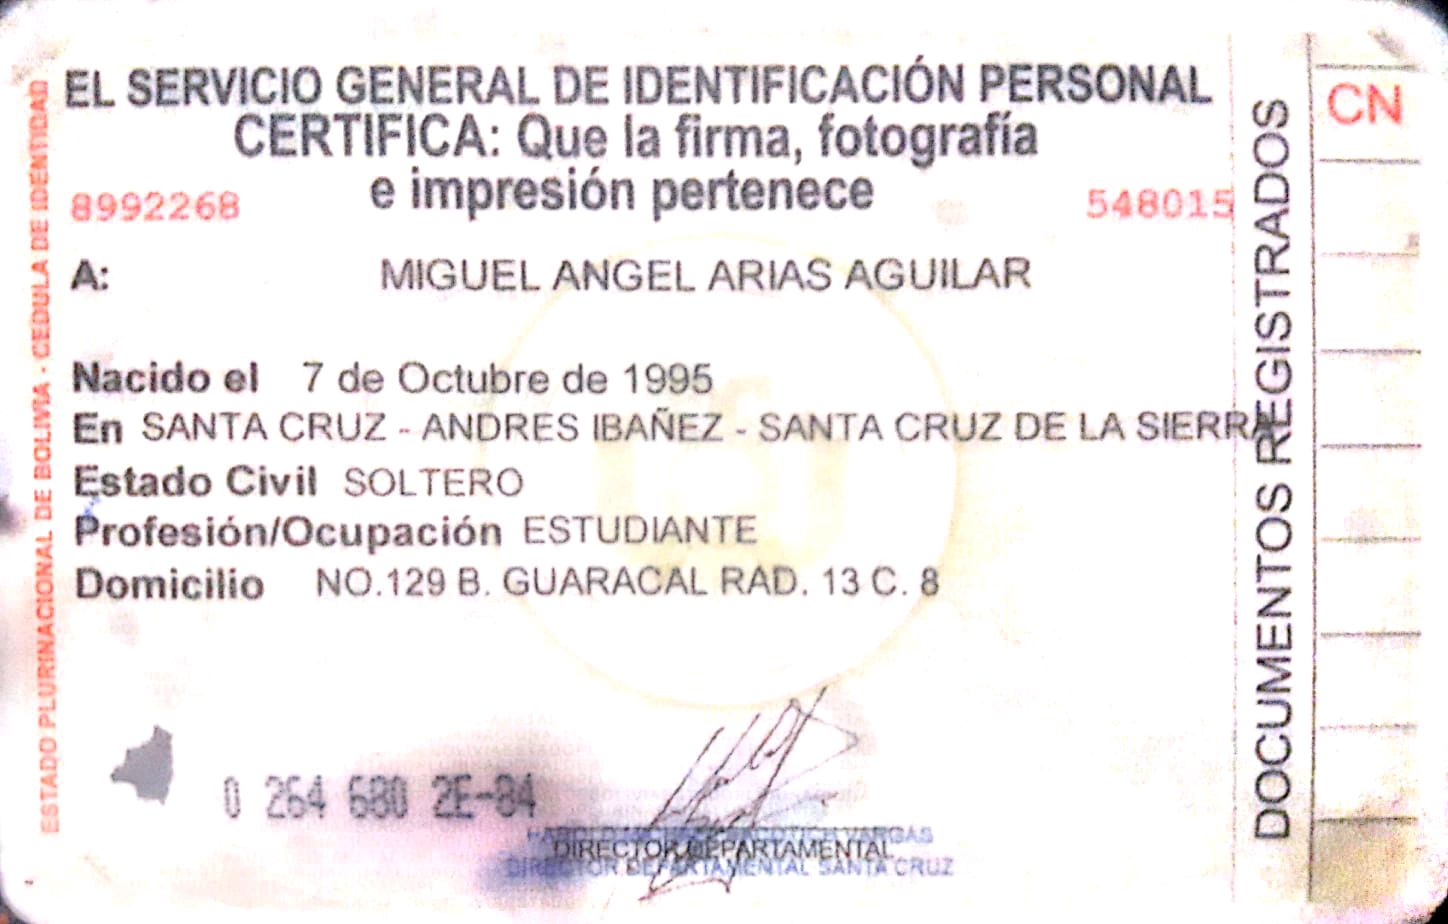 EL SERVICIO GENERAL DE IDENTIFICACIÓN PERSONAL
CERTIFICA: Que la firma, fotografía
e impresión pertenece
8992268
548015
A: MIGUEL ANGEL ARIAS AGUILAR
Nacido el 7 de Octubre de 1995
En SANTA CRUZ - ANDRES IBAÑEZ - SANTA CRUZ DE LA SIERRA
Estado Civil SOLTERO
Profesión/Ocupación ESTUDIANTE
Domicilio NO.129 B. GUARACAL RAD. 13 C. 8
0 264 680 2E-84
VARGAS
DIRECTOR DEPARTAMENTAL
DIRECTOR DEPARTAMENTAL SANTA CRUZ
ESTADO PLURINACIONAL DE BOLIVIA - CEDULA DE IDENTIDAD
DOCUMENTOS REGISTRADOS
CN